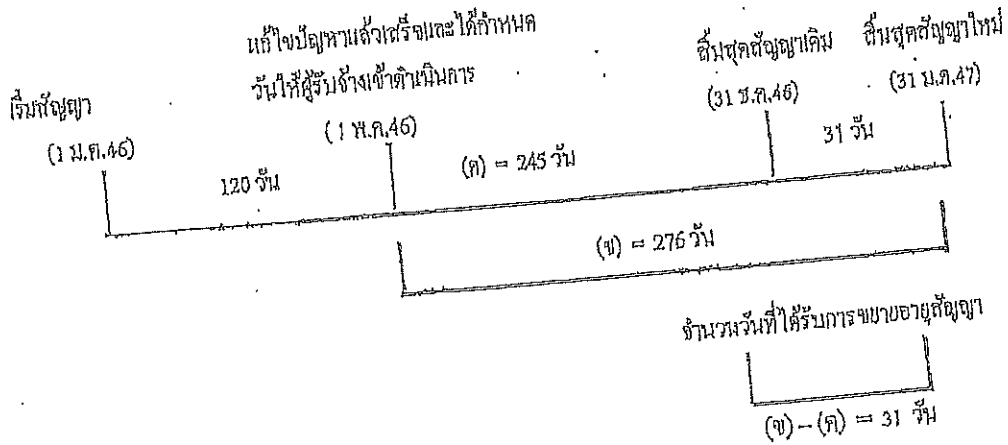 แก้ไขปัญหาแล้วเสร็จและได้กำหนด
วันให้ผู้รับจ้างเข้าดำเนินการ
(1 พ.ค.46)
เริ่มสัญญา
(1 ม.ค.46)
สิ้นสุดสัญญาเดิม
(31 ธ.ค.46)
สิ้นสุดสัญญาใหม่
(31 ม.ค.47)
120 วัน
(ค) = 245 วัน
31 วัน
(ข) = 276 วัน
จำนวนวันที่ได้รับการขยายอายุสัญญา
(ข) – (ค) = 31 วัน